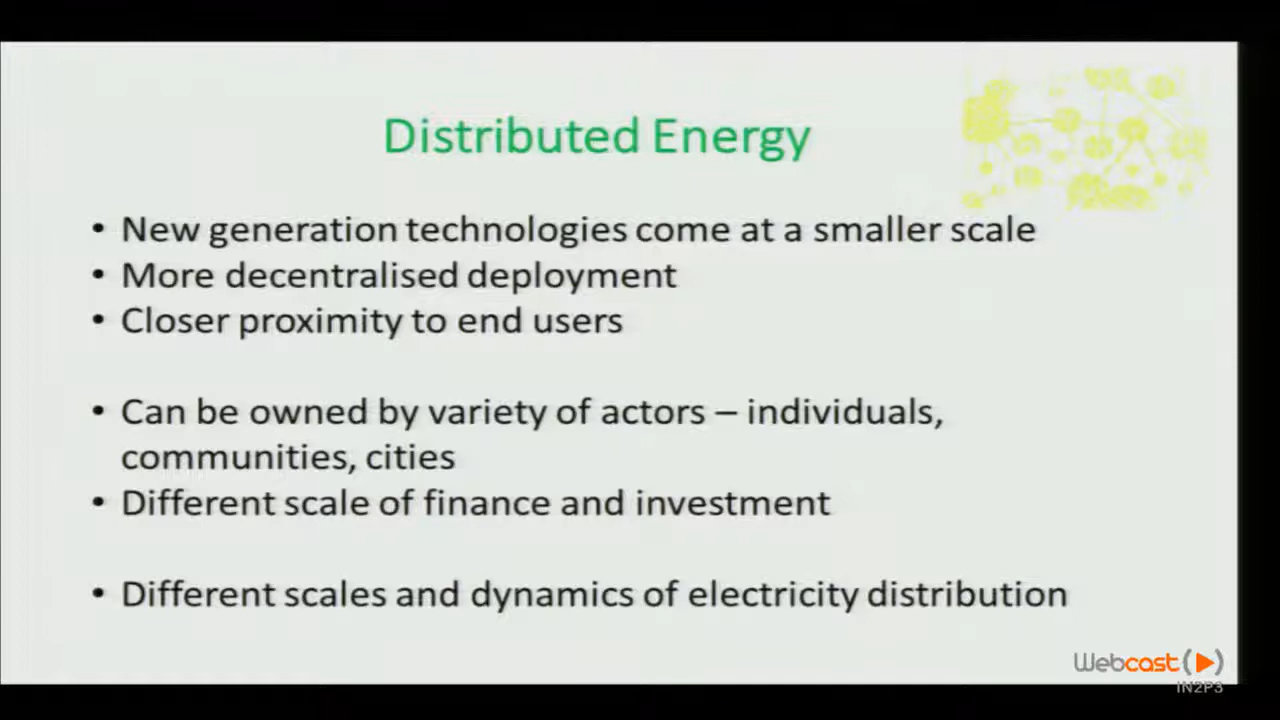 Distributed Energy
• New generation technologies come at a smaller scale
• More decentralised deployment
• Closer proximity to end users
• Can be owned by variety of actors – individuals,
communities, cities
• Different scale of finance and investment
• Different scales and dynamics of electricity distribution
Webcast
IN2P3